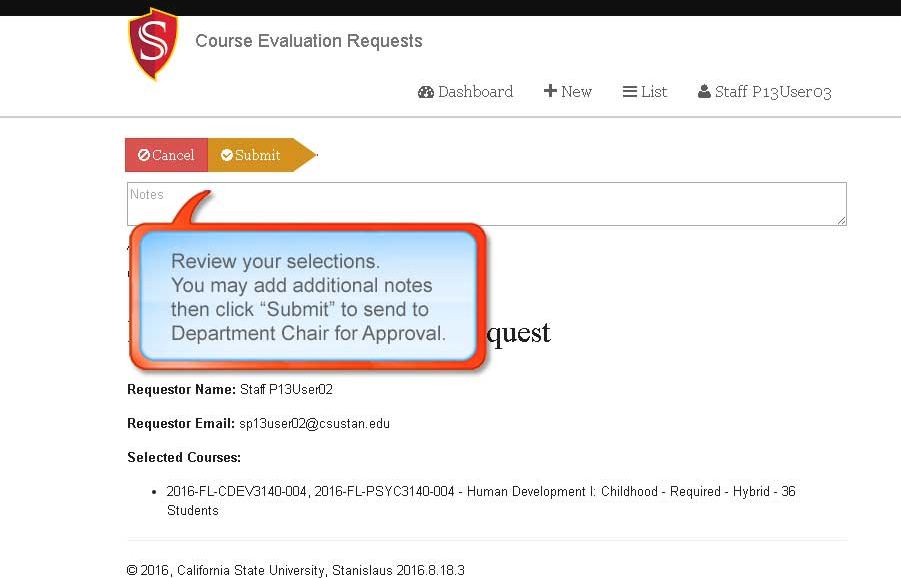 S
Course Evaluation Requests
Dashboard New List Staff P13User03
Cancel Submit
Notes
Review your selections.
You may add additional notes
then click “Submit” to send to
Department Chair for Approval.
quest
Requestor Name: Staff P13User02
Requestor Email: sp13user02@csustan.edu
Selected Courses:
• 2016-FL-CDEV3140-004, 2016-FL-PSYC3140-004 - Human Development I: Childhood - Required - Hybrid - 36
Students
© 2016, California State University, Stanislaus 2016.8.18.3